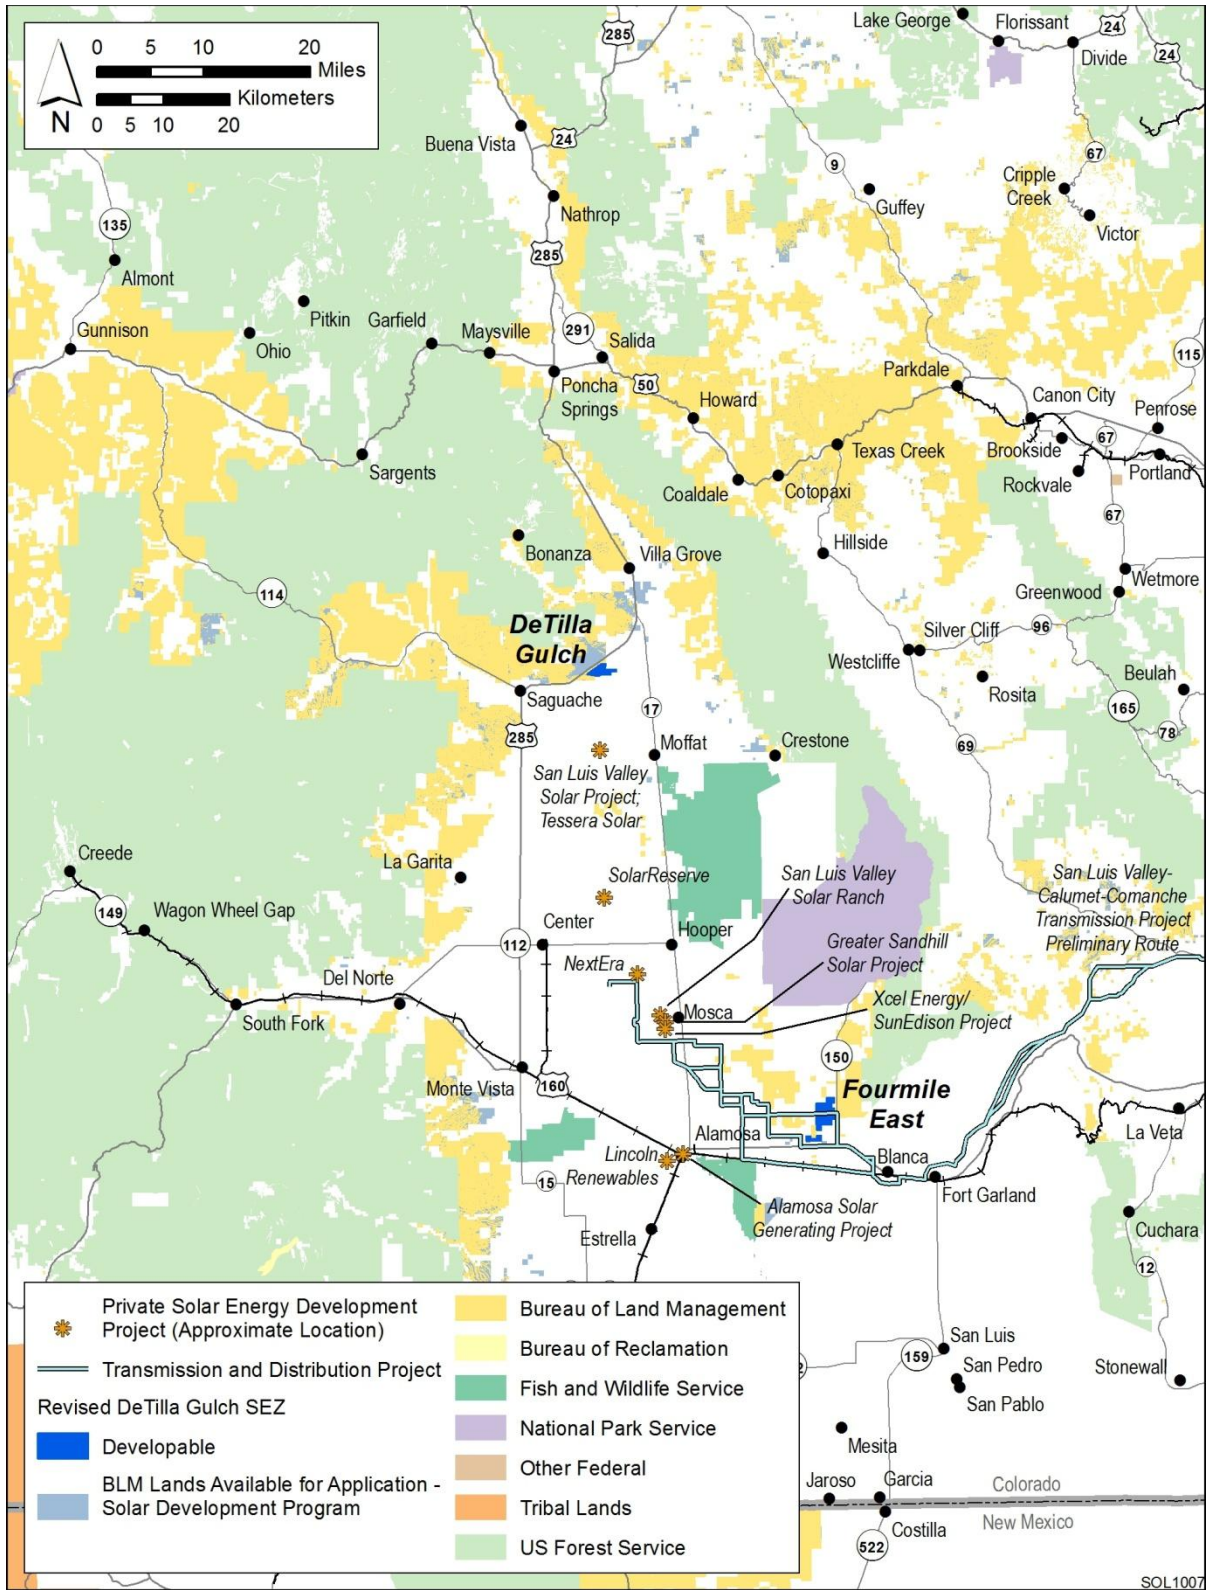 0 5 10 20
Miles
Kilometers
0 5 10 20
N
Lake George
Florissant
24
Divide
24
285
Buena Vista
24
9
67
Cripple
Creek
Guffey
Nathrop
Victor
135
285
Almont
Pitkin
Garfield
Gunnison
Ohio
Maysville
291
Salida
115
Poncha
Springs
50
Parkdale
Howard
Canon City
Penrose
67
Sargents
Texas Creek
Brookside
Coaldale
Cotopaxi
Rockvale
Portland
67
Bonanza
Villa Grove
Hillside
Wetmore
114
Greenwood
DeTilla
Gulch
Silver Cliff
96
Westcliffe
Beulah
Saguache
Rosita
165
17
285
69
78
Moffat
Crestone
San Luis Valley
Solar Project;
Tessera Solar
Creede
La Garita
SolarReserve
San Luis Valley
Solar Ranch
San Luis Valley-
Calumet-Comanche
Transmission Project
Preliminary Route
149
Wagon Wheel Gap
Center
112
Hooper
Greater Sandhill
Solar Project
NextEra
Del Norte
South Fork
Mosca
Xcel Energy/
SunEdison Project
150
Monte Vista
160
Fourmile
East
Alamosa
La Veta
Lincoln
Renewables
Blanca
15
Fort Garland
Alamosa Solar
Generating Project
Estrella
Cuchara
12
Private Solar Energy Development
Project (Approximate Location)
Transmission and Distribution Project
Revised DeTilla Gulch SEZ
Developable
BLM Lands Available for Application -
Solar Development Program
Bureau of Land Management
Bureau of Reclamation
Fish and Wildlife Service
National Park Service
Other Federal
Tribal Lands
US Forest Service
San Luis
159
San Pedro
San Pablo
Stonewall
Mesita
Jaroso
Garcia
Colorado
Costilla
New Mexico
522
SOL1007